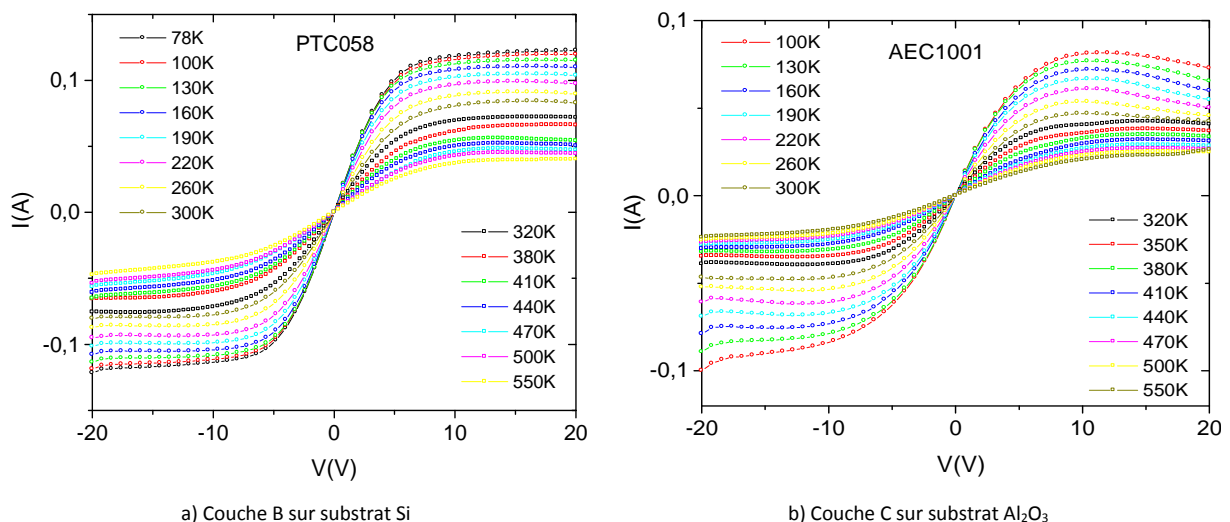 PTC058
78K
100K
130K
160K
190K
220K
260K
300K
320K
380K
410K
440K
470K
500K
550K
I(A)
0,1
0,0
-0,1
-20
-10
0
10
20
V(V)
a) Couche B sur substrat Si
AEC1001
100K
130K
160K
190K
220K
260K
300K
320K
350K
380K
410K
440K
470K
500K
550K
I(A)
0,1
0,0
-0,1
-20
-10
0
10
20
V(V)
b) Couche C sur substrat Al₂O₃